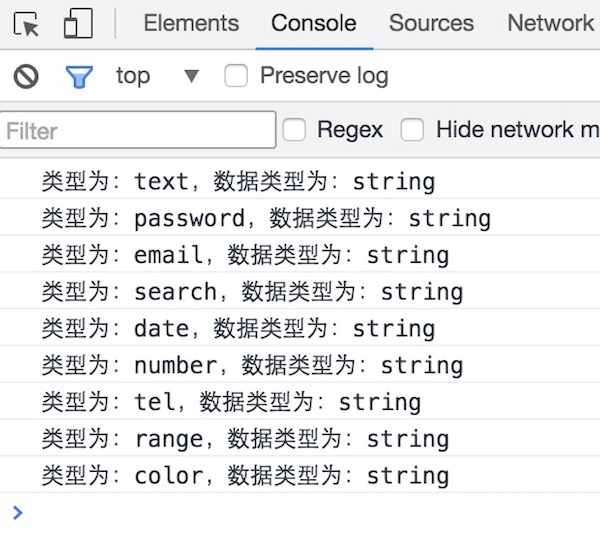 Elements Console Sources Network
top Preserve log
Filter Regex Hide network m
类型为：text，数据类型为：string
类型为：password，数据类型为：string
类型为：email，数据类型为：string
类型为：search，数据类型为：string
类型为：date，数据类型为：string
类型为：number，数据类型为：string
类型为：tel，数据类型为：string
类型为：range，数据类型为：string
类型为：color，数据类型为：string